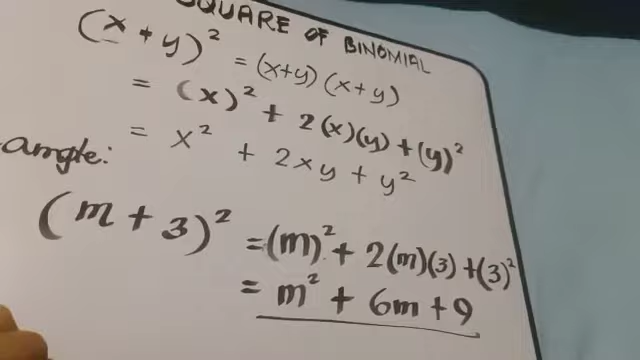 SQUARE OF BINOMIAL
(x + y)² = (x+y)(x+y)
= (x)² + 2(x)(y) + (y)²
= x² + 2xy + y²
ample:
(m + 3)² = (m)² + 2(m)(3) + (3)²
= m² + 6m + 9